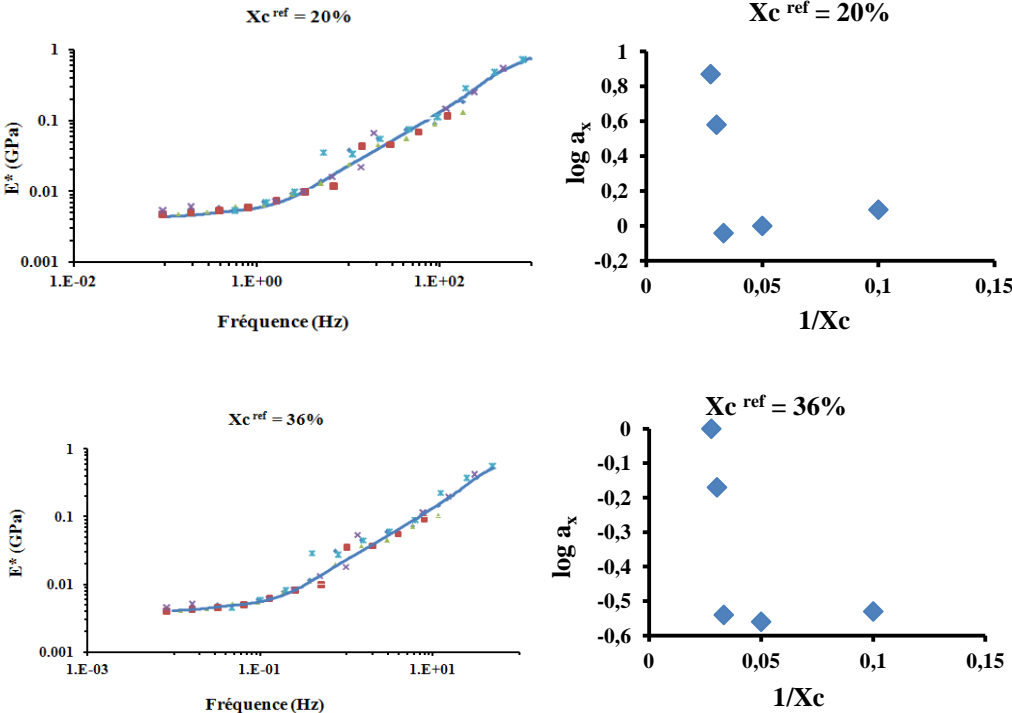 Xc ref = 20%
1
0.1
0.01
0.001
E* (GPa)
1.E-02
1.E+00
1.E+02
Fréquence (Hz)
Xc ref = 20%
1
0,8
0,6
0,4
0,2
0
-0,2
log ax
0
0,05
0,1
0,15
1/Xc
Xc ref = 36%
1
0.1
0.01
0.001
E* (GPa)
1.E-03
1.E-01
1.E+01
Fréquence (Hz)
Xc ref = 36%
0
-0,1
-0,2
-0,3
-0,4
-0,5
-0,6
log ax
0
0,05
0,1
0,15
1/Xc